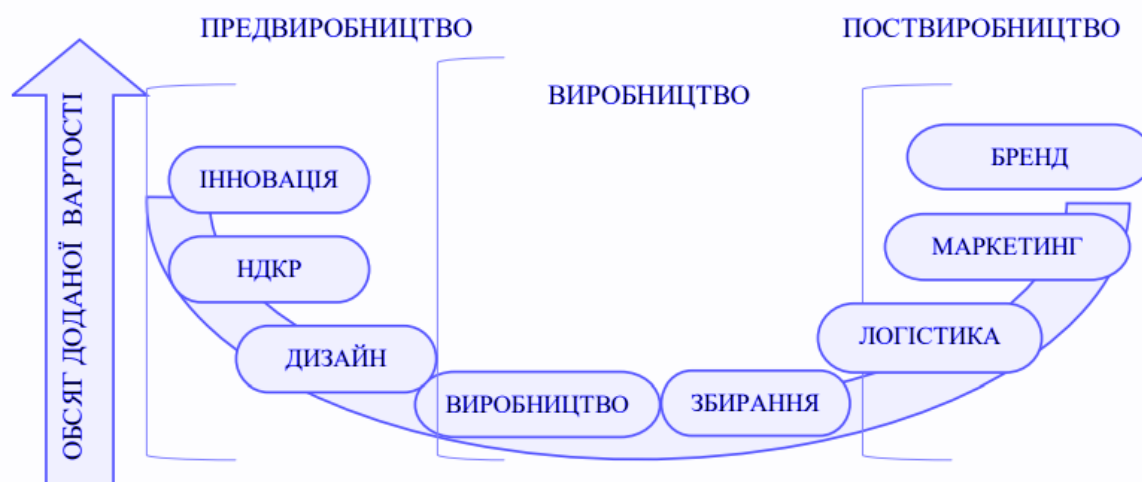 ПРЕДВИРОБНИЦТВО
ПОСТВИРОБНИЦТВО
ВИРОБНИЦТВО
ОБСЯГ ДОДАНОЇ ВАРТОСТІ
ІННОВАЦІЯ
НДКР
ДИЗАЙН
ВИРОБНИЦТВО
ЗБИРАННЯ
ЛОГІСТИКА
МАРКЕТИНГ
БРЕНД